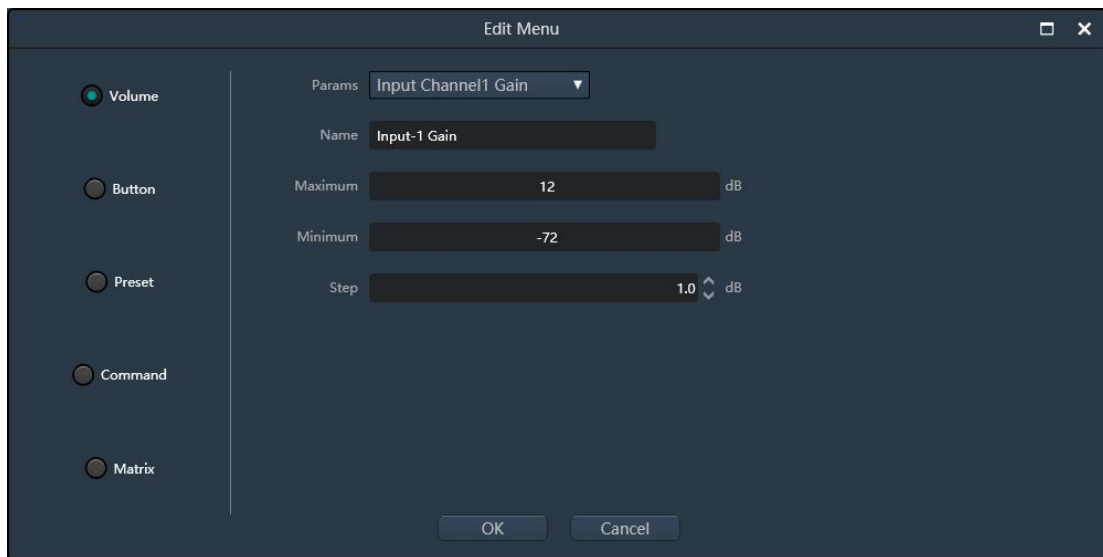 Edit Menu
Volume
Params Input Channel1 Gain
Name Input-1 Gain
Button
Maximum 12 dB
Minimum -72 dB
Preset
Step 1.0 dB
Command
Matrix
OK Cancel